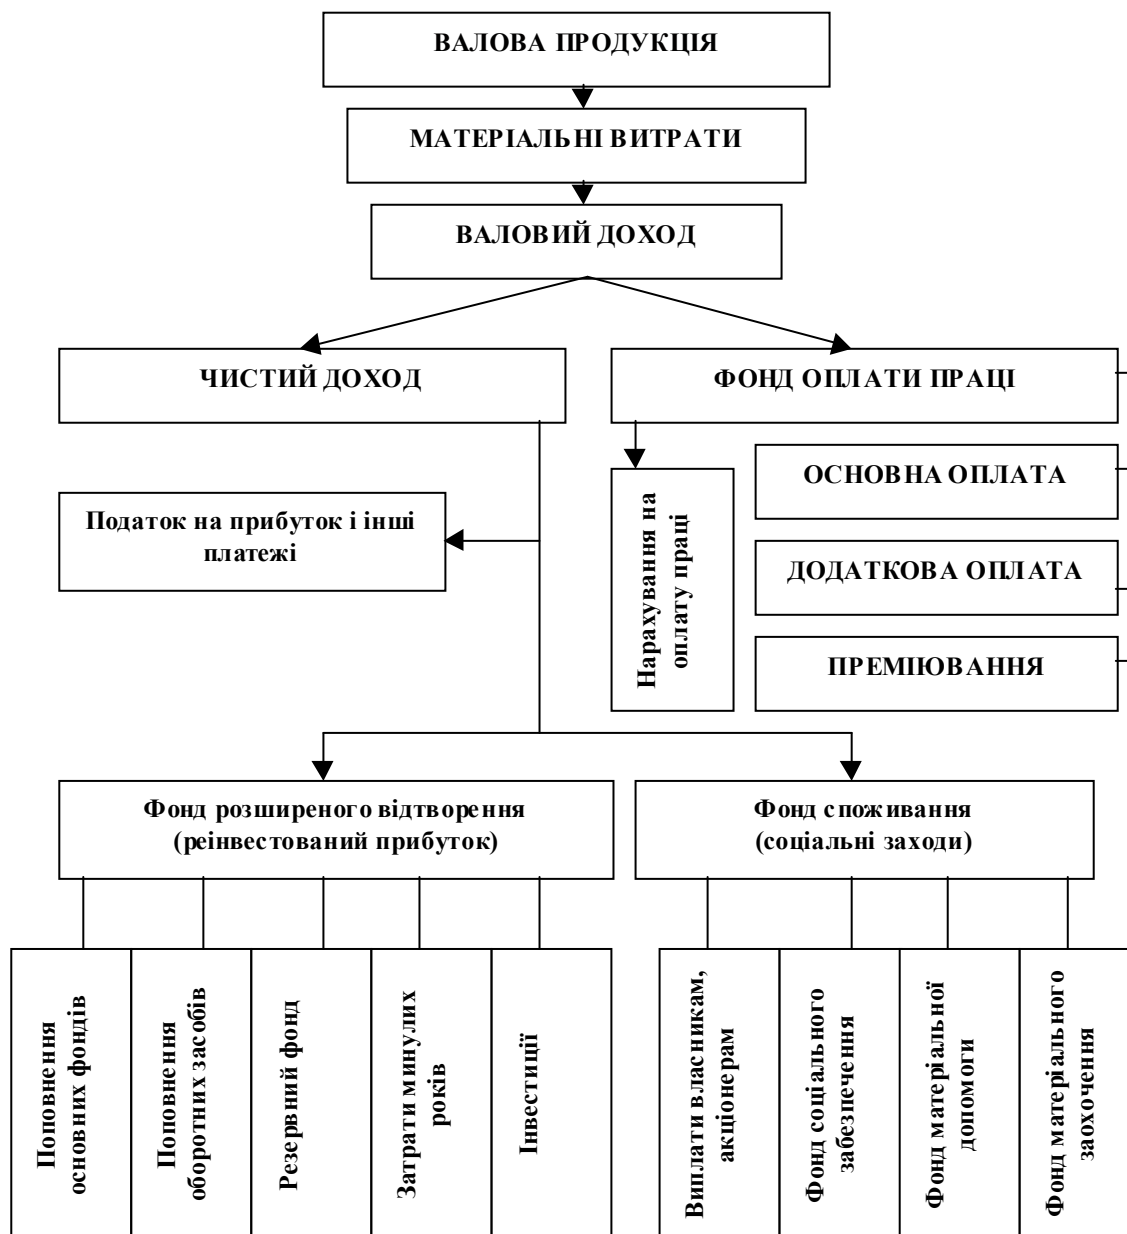 ВАЛОВА ПРОДУКЦІЯ
МАТЕРІАЛЬНІ ВИТРАТИ
ВАЛОВИЙ ДОХОД
ЧИСТИЙ ДОХОД
ФОНД ОПЛАТИ ПРАЦІ
Нарахування на
оплату праці
ОСНОВНА ОПЛАТА
Податок на прибуток і інші
платежі
ДОДАТКОВА ОПЛАТА
ПРЕМІЮВАННЯ
Фонд розширеного відтворення
(реінвестований прибуток)
Фонд споживання
(соціальні заходи)
Поповнення
основних фондів
Поповнення
оборотних засобів
Резервний фонд
Затрати минулих
років
Інвестиції
Виплати власникам,
акціонерам
Фонд соціального
забезпечення
Фонд матеріальної
допомоги
Фонд матеріального
заохочення